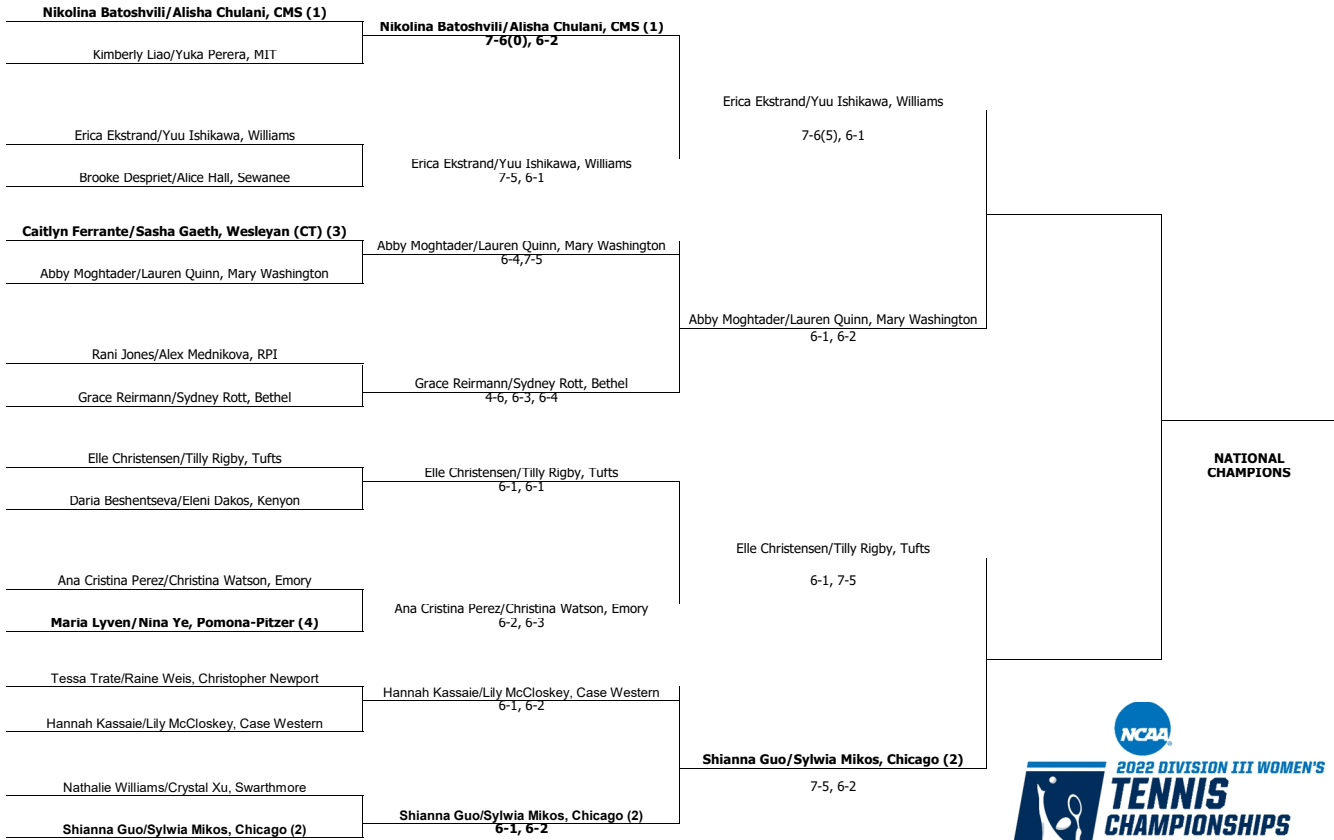 Nikolina Batoshvili/Alisha Chulani, CMS (1)
Kimberly Liao/Yuka Perera, MIT
Erica Ekstrand/Yuu Ishikawa, Williams
Brooke Despriet/Alice Hall, Sewanee
Caitlyn Ferrante/Sasha Gaeth, Wesleyan (CT) (3)
Abby Moghtader/Lauren Quinn, Mary Washington
Rani Jones/Alex Mednikova, RPI
Grace Reirmann/Sydney Rott, Bethel
Elle Christensen/Tilly Rigby, Tufts
Daria Beshentseva/Eleni Dakos, Kenyon
Ana Cristina Perez/Christina Watson, Emory
Maria Lyven/Nina Ye, Pomona-Pitzer (4)
Tessa Trate/Raine Weis, Christopher Newport
Hannah Kassaie/Lily McCloskey, Case Western
Nathalie Williams/Crystal Xu, Swarthmore
Shianna Guo/Sylwia Mikos, Chicago (2)
Nikolina Batoshvili/Alisha Chulani, CMS (1)
7-6(0), 6-2
Erica Ekstrand/Yuu Ishikawa, Williams
7-5, 6-1
Abby Moghtader/Lauren Quinn, Mary Washington
6-4,7-5
Grace Reirmann/Sydney Rott, Bethel
4-6, 6-3, 6-4
Elle Christensen/Tilly Rigby, Tufts
6-1, 6-1
Ana Cristina Perez/Christina Watson, Emory
6-2, 6-3
Hannah Kassaie/Lily McCloskey, Case Western
6-1, 6-2
Shianna Guo/Sylwia Mikos, Chicago (2)
6-1, 6-2
Erica Ekstrand/Yuu Ishikawa, Williams
7-6(5), 6-1
Abby Moghtader/Lauren Quinn, Mary Washington
6-1, 6-2
Elle Christensen/Tilly Rigby, Tufts
6-1, 7-5
Shianna Guo/Sylwia Mikos, Chicago (2)
7-5, 6-2
NATIONAL
CHAMPIONS
NCAA
2022 DIVISION III WOMEN'S
TENNIS
CHAMPIONSHIPS